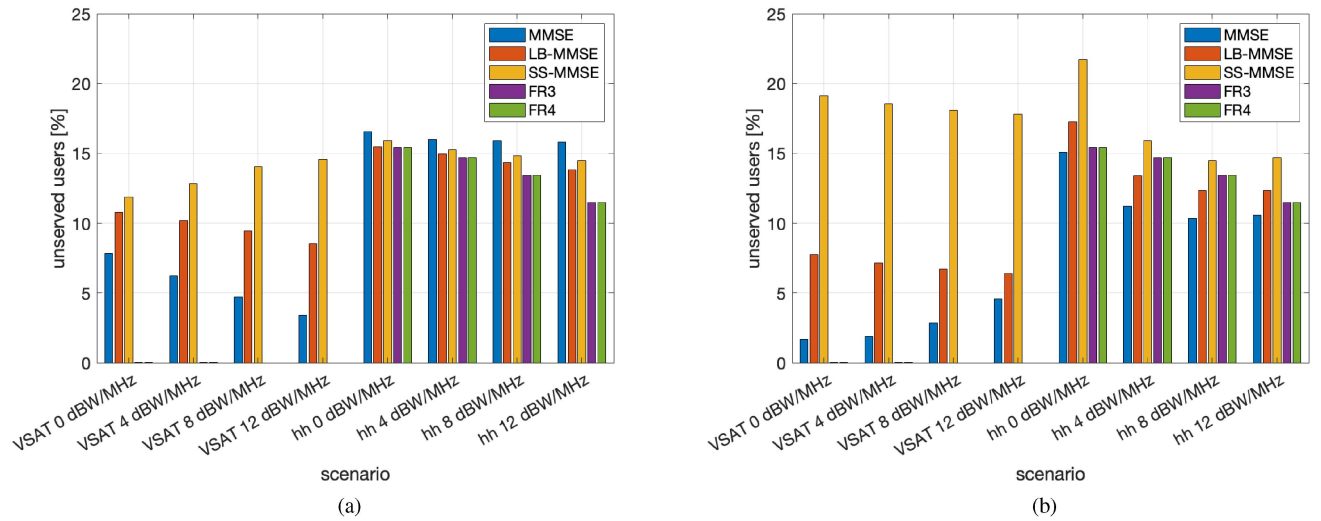 MMSE
LB-MMSE
SS-MMSE
FR3
FR4
25
20
15
10
5
0
unserved users [%]
VSAT 0 dBW/MHz
VSAT 4 dBW/MHz
VSAT 8 dBW/MHz
VSAT 12 dBW/MHz
hh 0 dBW/MHz
hh 4 dBW/MHz
hh 8 dBW/MHz
hh 12 dBW/MHz
scenario
(a)
MMSE
LB-MMSE
SS-MMSE
FR3
FR4
25
20
15
10
5
0
unserved users [%]
VSAT 0 dBW/MHz
VSAT 4 dBW/MHz
VSAT 8 dBW/MHz
VSAT 12 dBW/MHz
hh 0 dBW/MHz
hh 4 dBW/MHz
hh 8 dBW/MHz
hh 12 dBW/MHz
scenario
(b)